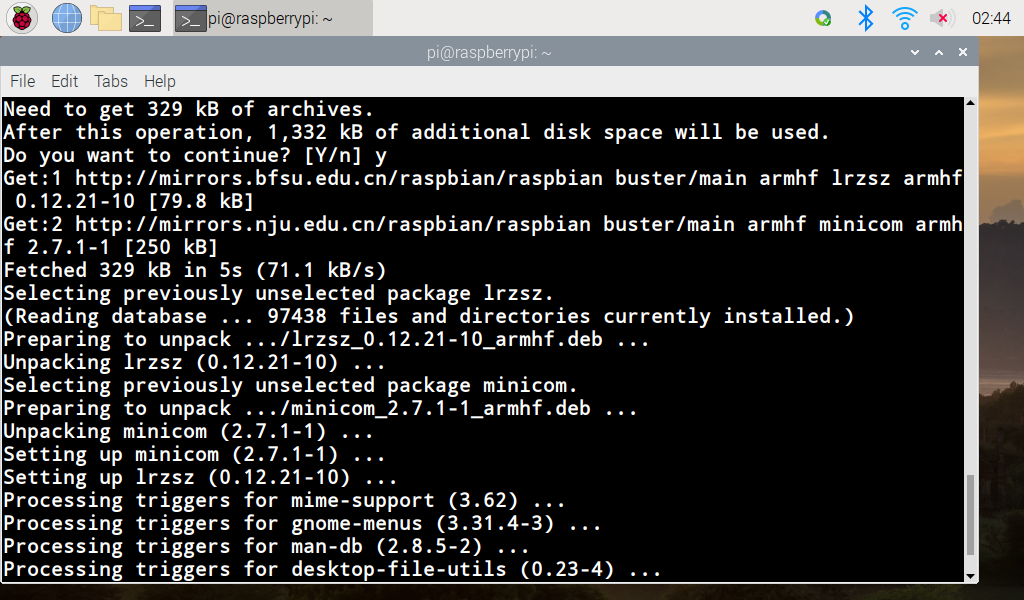 pi@raspberrypi: ~
02:44
pi@raspberrypi: ~
File Edit Tabs Help
Need to get 329 kB of archives.
After this operation, 1,332 kB of additional disk space will be used.
Do you want to continue? [Y/n] y
Get:1 http://mirrors.bfsu.edu.cn/raspbian/raspbian buster/main armhf lrzsz armhf
 0.12.21-10 [79.8 kB]
Get:2 http://mirrors.nju.edu.cn/raspbian/raspbian buster/main armhf minicom armh
f 2.7.1-1 [250 kB]
Fetched 329 kB in 5s (71.1 kB/s)
Selecting previously unselected package lrzsz.
(Reading database ... 97438 files and directories currently installed.)
Preparing to unpack .../lrzsz_0.12.21-10_armhf.deb ...
Unpacking lrzsz (0.12.21-10) ...
Selecting previously unselected package minicom.
Preparing to unpack .../minicom_2.7.1-1_armhf.deb ...
Unpacking minicom (2.7.1-1) ...
Setting up minicom (2.7.1-1) ...
Setting up lrzsz (0.12.21-10) ...
Processing triggers for mime-support (3.62) ...
Processing triggers for gnome-menus (3.31.4-3) ...
Processing triggers for man-db (2.8.5-2) ...
Processing triggers for desktop-file-utils (0.23-4) ...